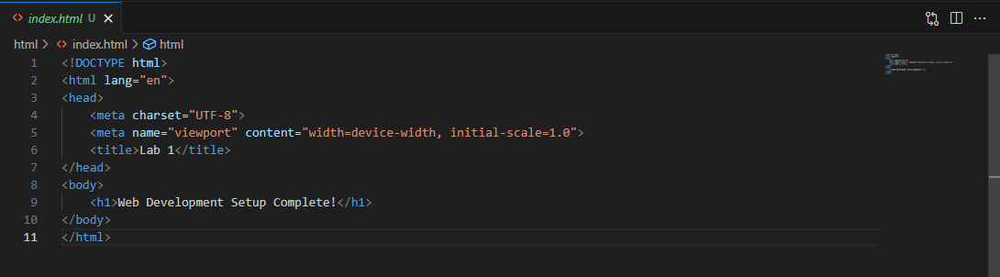 index.html U
html > index.html > html
1 <!DOCTYPE html>
2 <html lang="en">
3 <head>
4     <meta charset="UTF-8">
5     <meta name="viewport" content="width=device-width, initial-scale=1.0">
6     <title>Lab 1</title>
7 </head>
8 <body>
9     <h1>Web Development Setup Complete!</h1>
10 </body>
11 </html>